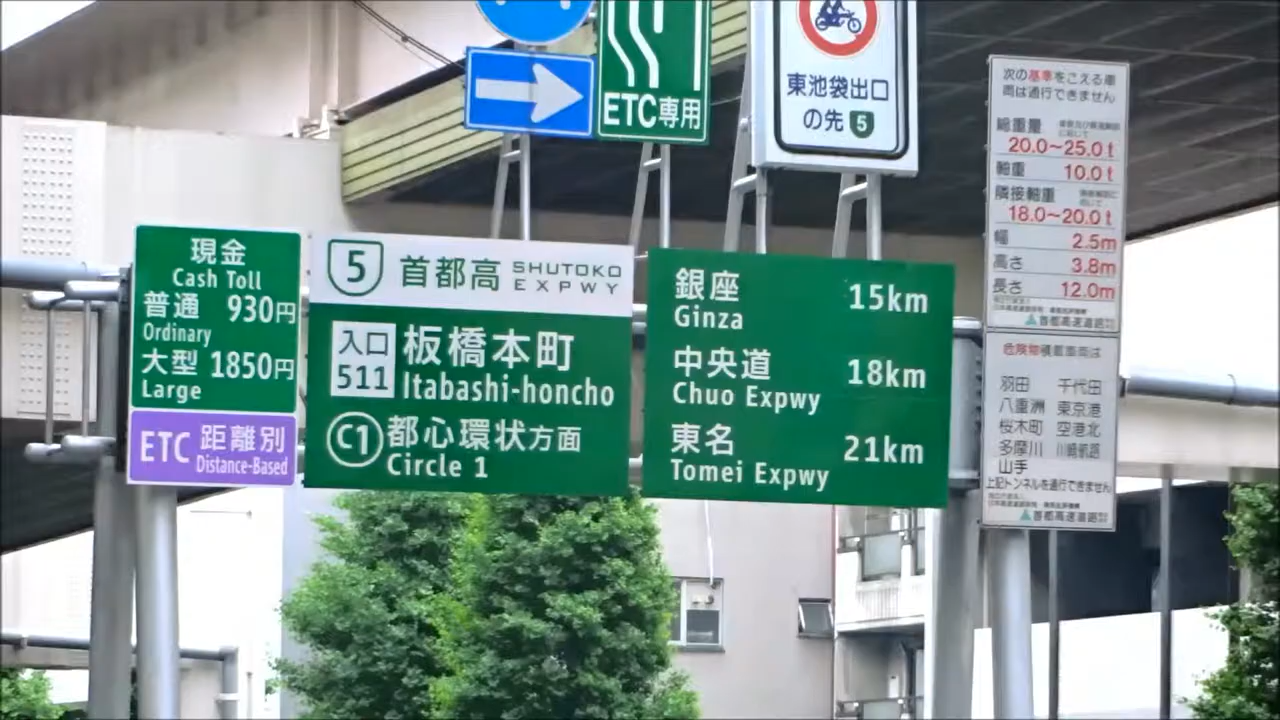 ETC専用
東池袋出口
の先 5
現金
Cash Toll
普通 930円
Ordinary
大型 1850円
Large
ETC 距離別
Distance-Based
5 首都高 SHUTOKO
EXPWY
入口 板橋本町
511 Itabashi-honcho
C1 都心環状方面
Circle 1
銀座 15km
Ginza
中央道 18km
Chuo Expwy
東名 21km
Tomei Expwy
次の基準をこえる車
両は通行できません
総重量
20.0~25.0t
軸重 10.0t
隣接軸重
18.0~20.0t
幅 2.5m
高さ 3.8m
長さ 12.0m
首都高速道路
危険物積載車両は
羽田 千代田
八重洲 東京港
桜木町 空港北
多摩川 川崎航路
山手
上記トンネルを通行できません
首都高速道路